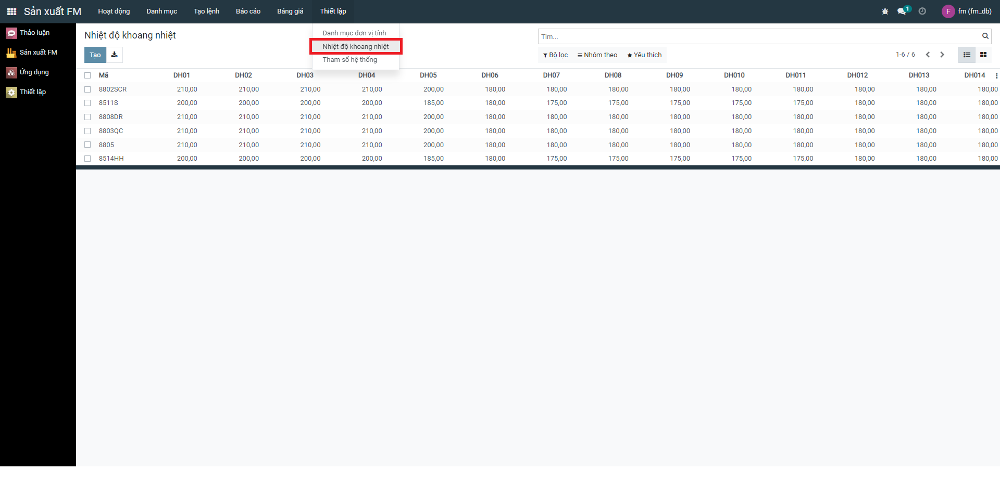 Sản xuất FM Hoạt động Danh mục Tạo lệnh Báo cáo Bảng giá Thiết lập 1 F fm (fm_db)
Thảo luận
Sản xuất FM
Ứng dụng
Thiết lập
Danh mục đơn vị tính
Nhiệt độ khoang nhiệt
Tham số hệ thống
Nhiệt độ khoang nhiệt
Tìm...
Tạo
Bộ lọc Nhóm theo Yêu thích 1-6 / 6
Mã DH01 DH02 DH03 DH04 DH05 DH06 DH07 DH08 DH09 DH010 DH011 DH012 DH013 DH014
8802SCR 210,00 210,00 210,00 210,00 200,00 180,00 180,00 180,00 180,00 180,00 180,00 180,00 180,00 180,00
8511S 200,00 200,00 200,00 200,00 185,00 180,00 175,00 175,00 175,00 175,00 175,00 180,00 180,00 180,00
8808DR 210,00 210,00 210,00 210,00 200,00 180,00 180,00 180,00 180,00 180,00 180,00 180,00 180,00 180,00
8803QC 210,00 210,00 210,00 210,00 200,00 180,00 180,00 180,00 180,00 180,00 180,00 180,00 180,00 180,00
8805 210,00 210,00 210,00 210,00 200,00 180,00 180,00 180,00 180,00 180,00 180,00 180,00 180,00 180,00
8514HH 200,00 200,00 200,00 200,00 185,00 180,00 175,00 175,00 175,00 175,00 175,00 180,00 180,00 180,00